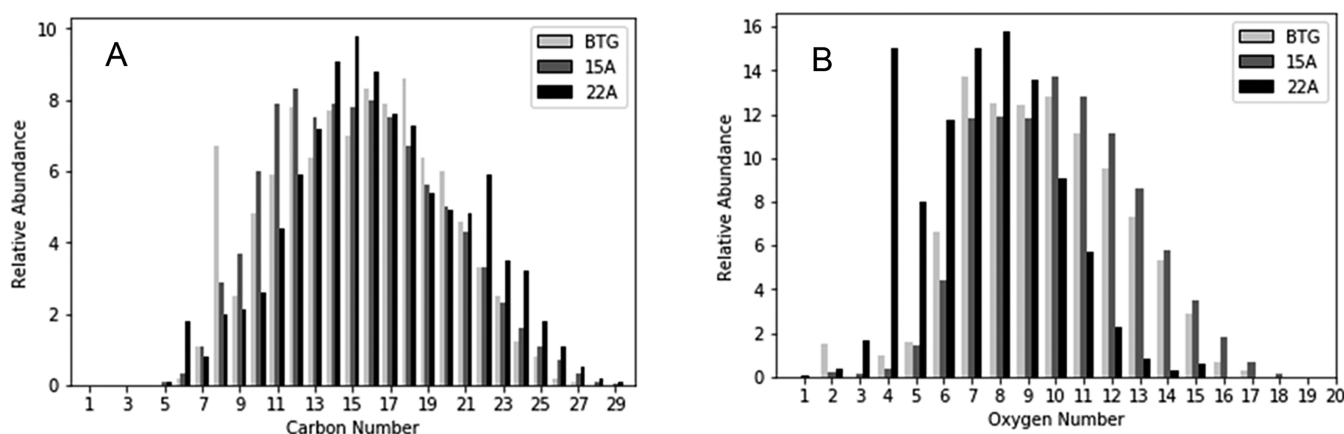 A
BTG
15A
22A
Relative Abundance
10
8
6
4
2
0
1 3 5 7 9 11 13 15 17 19 21 23 25 27 29
Carbon Number
B
BTG
15A
22A
Relative Abundance
16
14
12
10
8
6
4
2
0
1 2 3 4 5 6 7 8 9 10 11 12 13 14 15 16 17 18 19 20
Oxygen Number